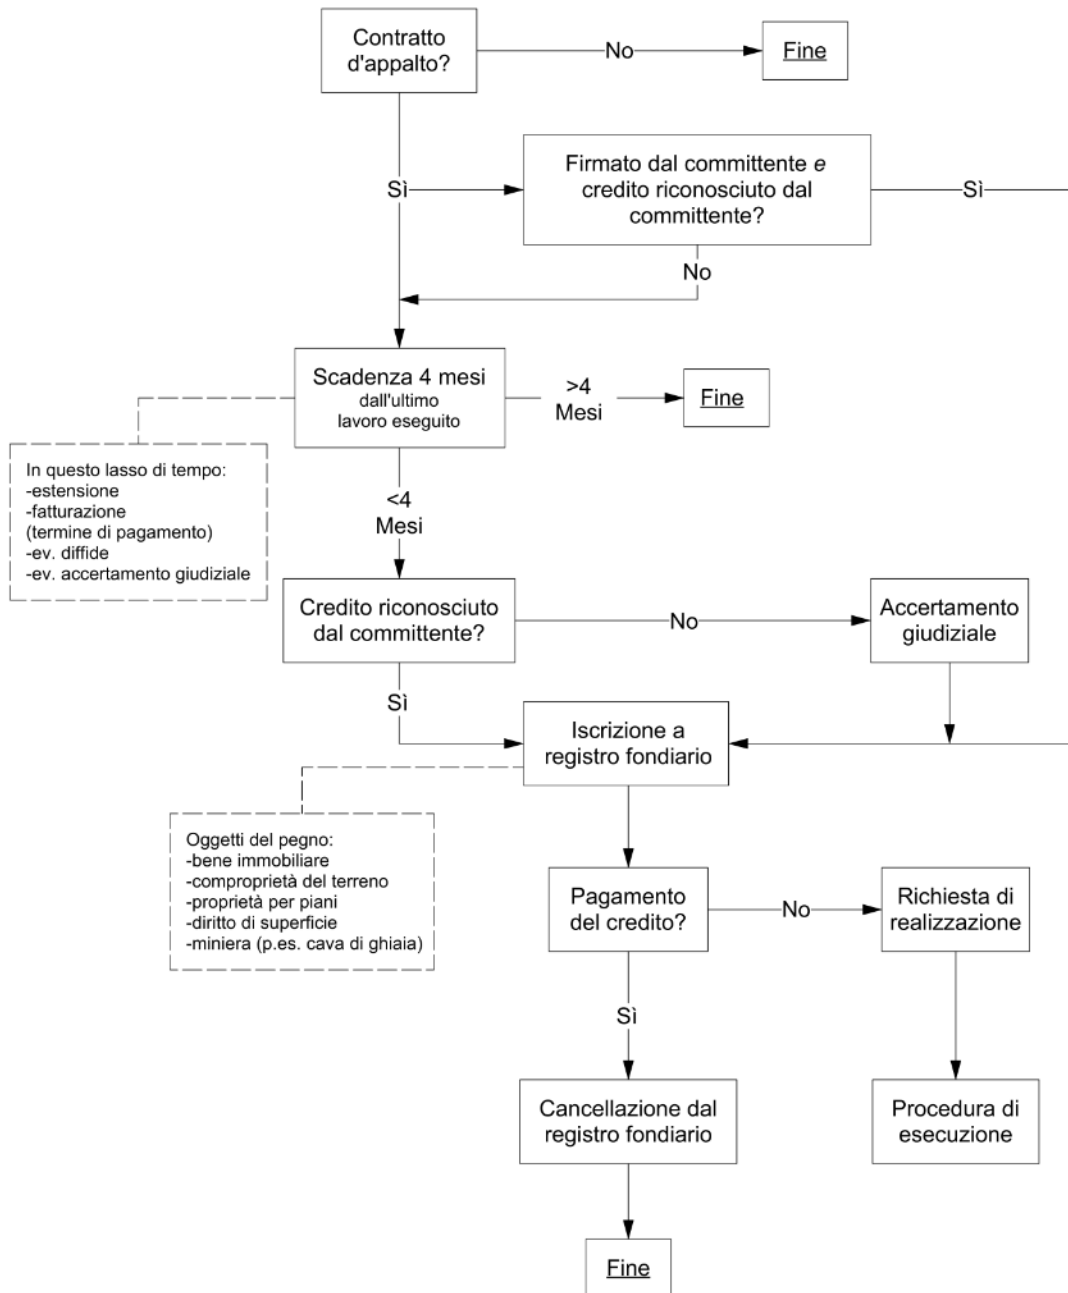 Contratto
d'appalto?
No
Fine
Firmato dal committente e
credito riconosciuto dal
committente?
Sì
Sì
No
Scadenza 4 mesi
dall'ultimo
lavoro eseguito
>4
Mesi
Fine
In questo lasso di tempo:
-estensione
-fatturazione
(termine di pagamento)
-ev. diffide
-ev. accertamento giudiziale
<4
Mesi
Credito riconosciuto
dal committente?
No
Accertamento
giudiziale
Sì
Iscrizione a
registro fondiario
Oggetti del pegno:
-bene immobiliare
-comproprietà del terreno
-proprietà per piani
-diritto di superficie
-miniera (p.es. cava di ghiaia)
Pagamento
del credito?
No
Richiesta di
realizzazione
Sì
Cancellazione dal
registro fondiario
Procedura di
esecuzione
Fine